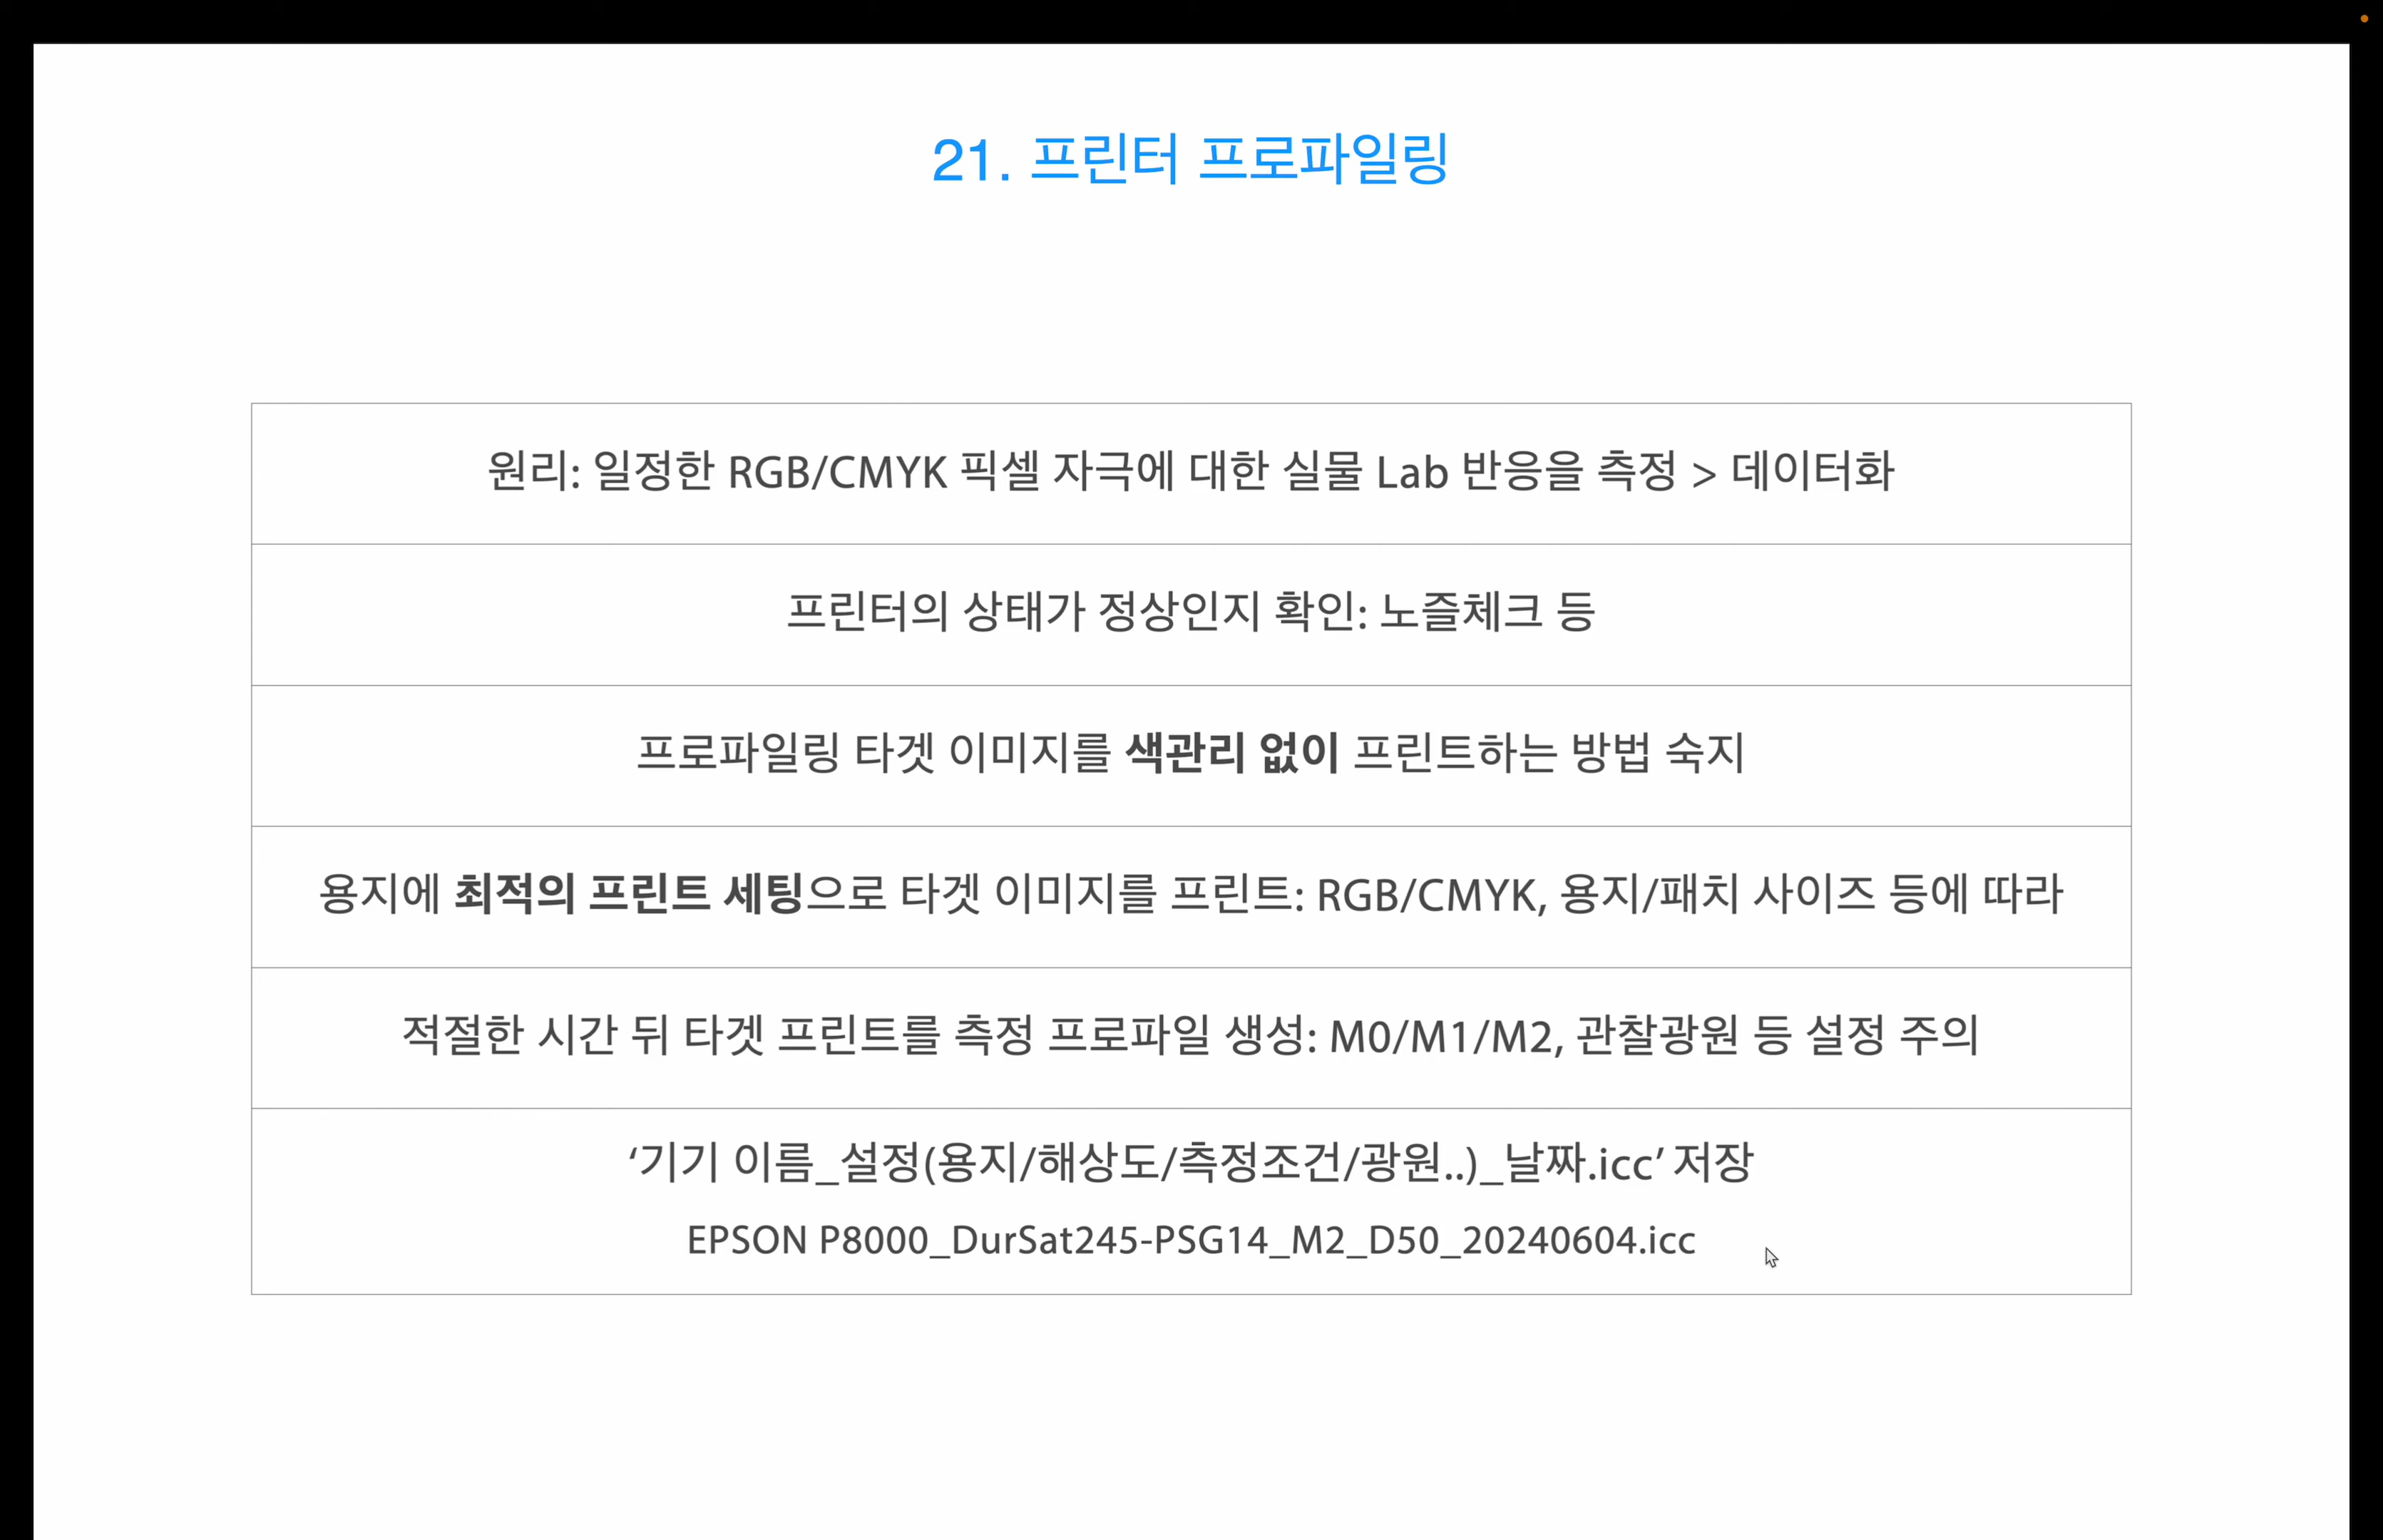 21. 프린터 프로파일링
원리: 일정한 RGB/CMYK 픽셀 자극에 대한 실물 Lab 반응을 측정 > 데이터화
프린터의 상태가 정상인지 확인: 노즐체크 등
프로파일링 타겟 이미지를 색관리 없이 프린트하는 방법 숙지
용지에 최적의 프린트 세팅으로 타겟 이미지를 프린트: RGB/CMYK, 용지/패치 사이즈 등에 따라
적절한 시간 뒤 타겟 프린트를 측정 프로파일 생성: M0/M1/M2, 관찰광원 등 설정 주의
‘기기 이름_설정(용지/해상도/측정조건/광원..)_날짜.icc’ 저장
EPSON P8000_DurSat245-PSG14_M2_D50_20240604.icc